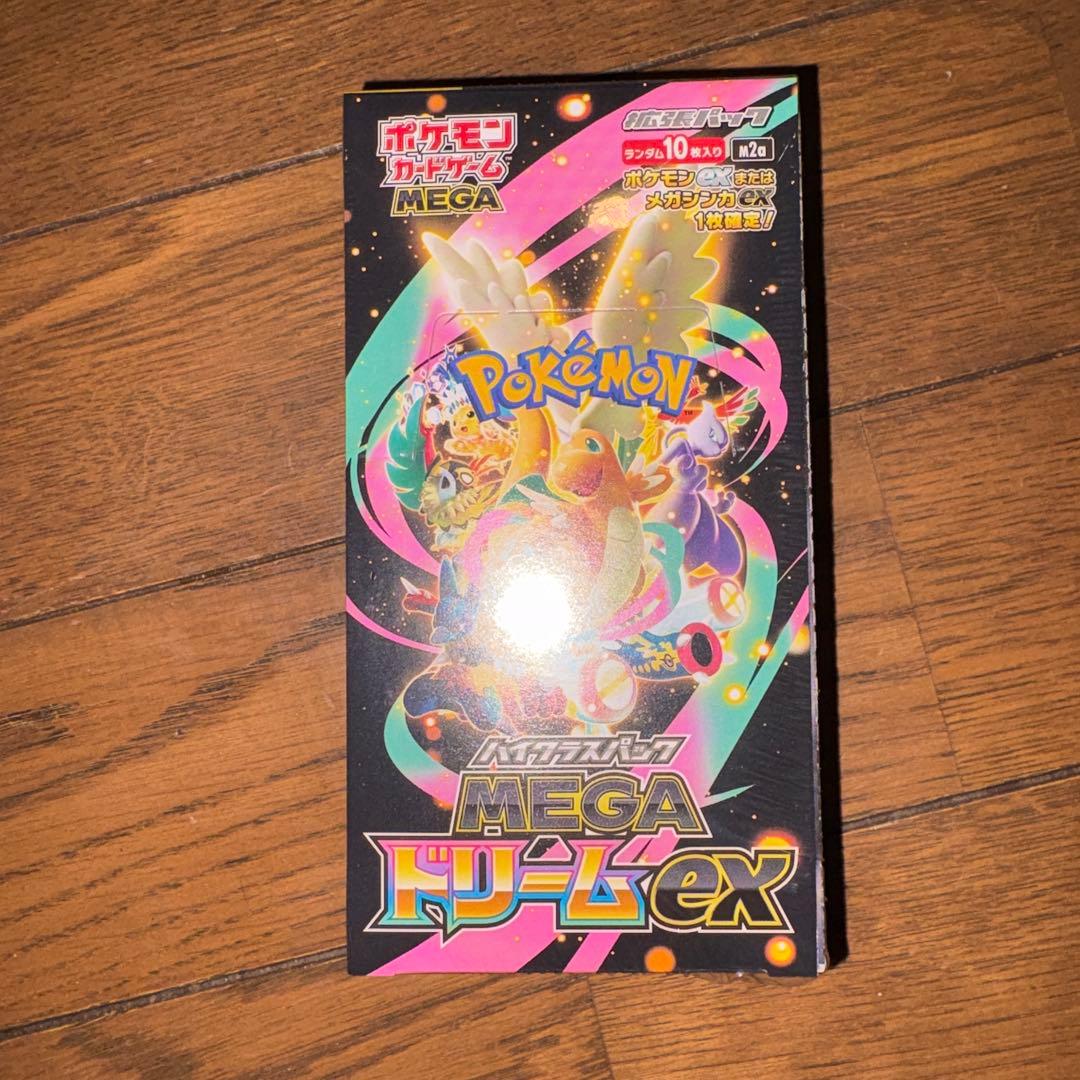 ポケモン
カードゲーム™
MEGA
拡張パック
ランダム10枚入り M2a
ポケモンexまたは
メガシンカex
1枚確定!
POKÉMON
TM
ハイクラスパック
MEGA
ドリームex